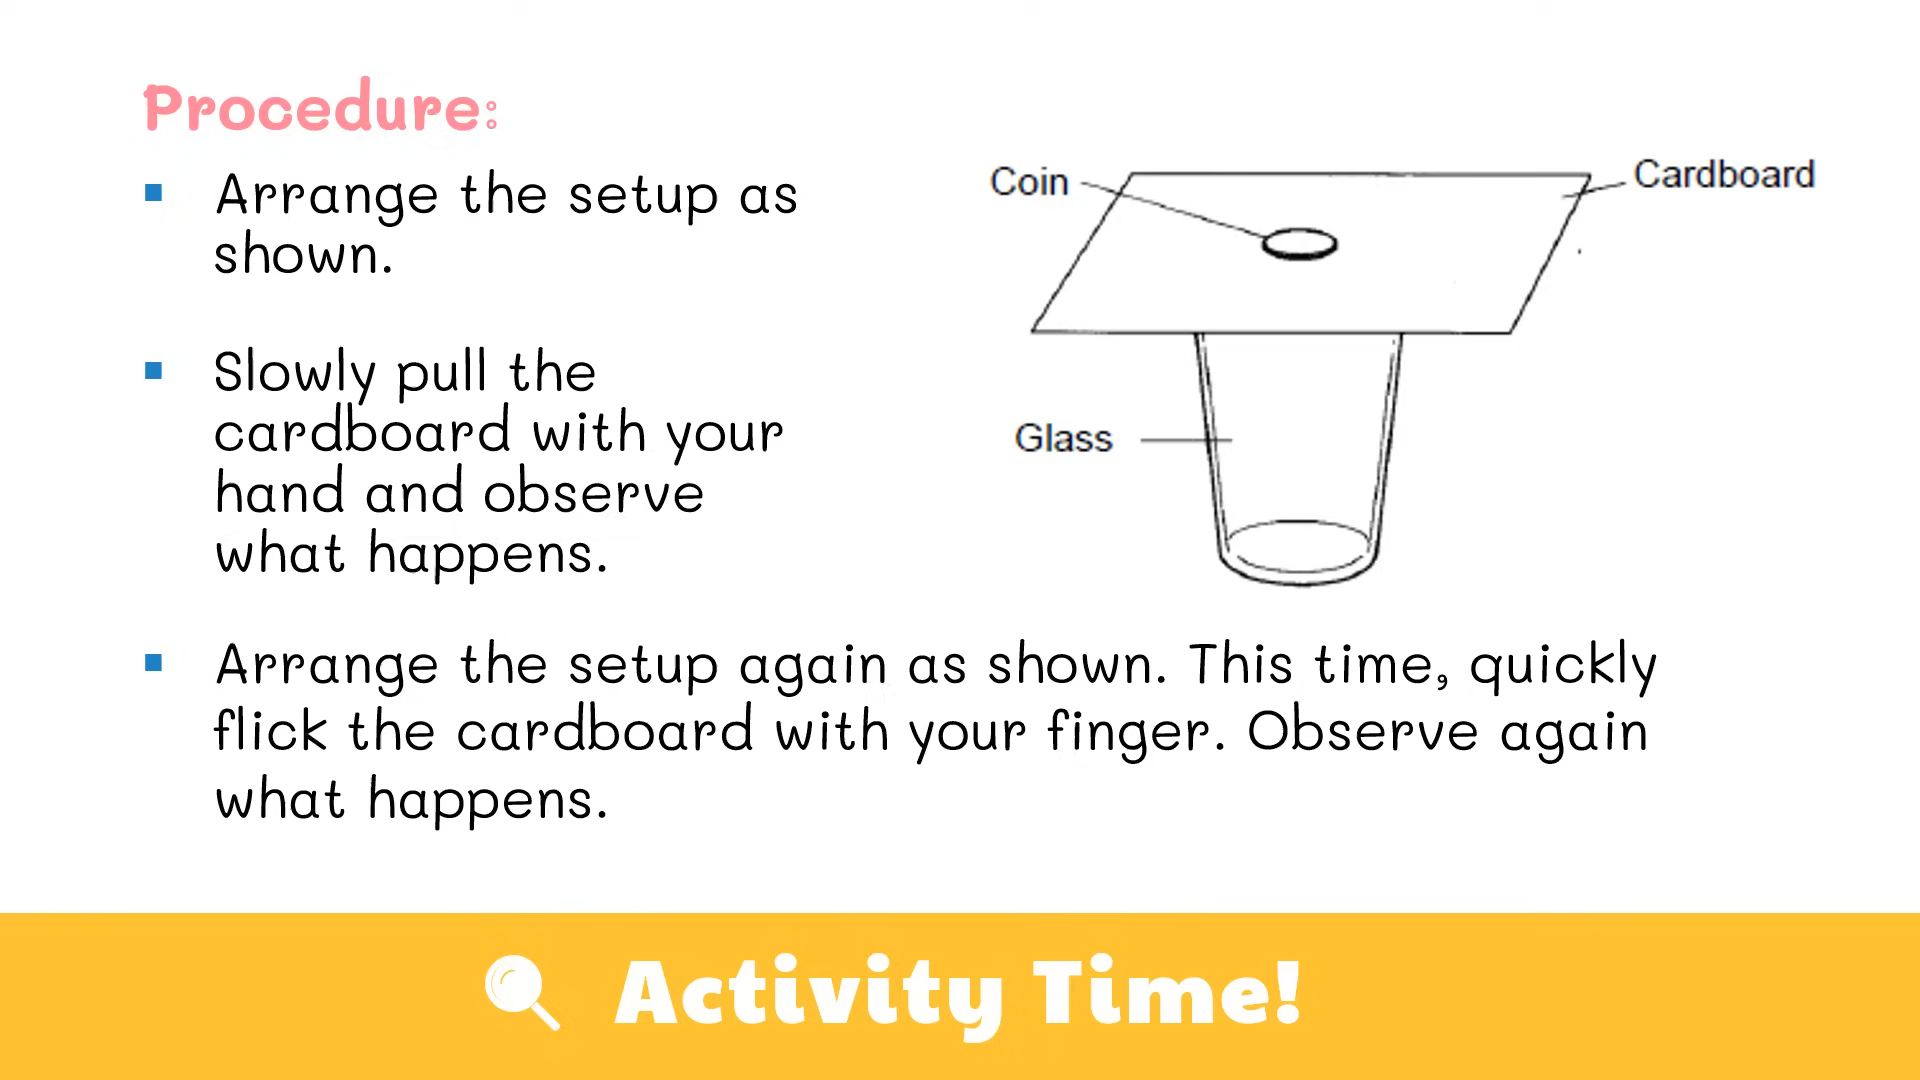 Procedure:
▪ Arrange the setup as
shown.
▪ Slowly pull the
cardboard with your
hand and observe
what happens.
Coin
Cardboard
Glass
▪ Arrange the setup again as shown. This time, quickly
flick the cardboard with your finger. Observe again
what happens.
Activity Time!